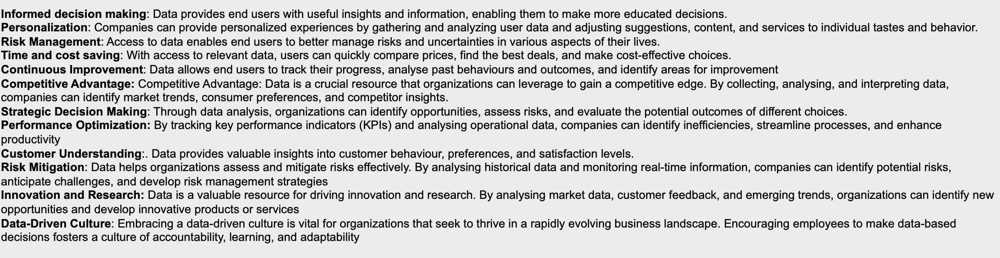 Informed decision making: Data provides end users with useful insights and information, enabling them to make more educated decisions.
Personalization: Companies can provide personalized experiences by gathering and analyzing user data and adjusting suggestions, content, and services to individual tastes and behavior.
Risk Management: Access to data enables end users to better manage risks and uncertainties in various aspects of their lives.
Time and cost saving: With access to relevant data, users can quickly compare prices, find the best deals, and make cost-effective choices.
Continuous Improvement: Data allows end users to track their progress, analyse past behaviours and outcomes, and identify areas for improvement
Competitive Advantage: Competitive Advantage: Data is a crucial resource that organizations can leverage to gain a competitive edge. By collecting, analysing, and interpreting data,
companies can identify market trends, consumer preferences, and competitor insights.
Strategic Decision Making: Through data analysis, organizations can identify opportunities, assess risks, and evaluate the potential outcomes of different choices.
Performance Optimization: By tracking key performance indicators (KPIs) and analysing operational data, companies can identify inefficiencies, streamline processes, and enhance
productivity
Customer Understanding:. Data provides valuable insights into customer behaviour, preferences, and satisfaction levels.
Risk Mitigation: Data helps organizations assess and mitigate risks effectively. By analysing historical data and monitoring real-time information, companies can identify potential risks,
anticipate challenges, and develop risk management strategies
Innovation and Research: Data is a valuable resource for driving innovation and research. By analysing market data, customer feedback, and emerging trends, organizations can identify new
opportunities and develop innovative products or services
Data-Driven Culture: Embracing a data-driven culture is vital for organizations that seek to thrive in a rapidly evolving business landscape. Encouraging employees to make data-based
decisions fosters a culture of accountability, learning, and adaptability